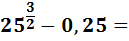 25^{3/2} − 0,25 =